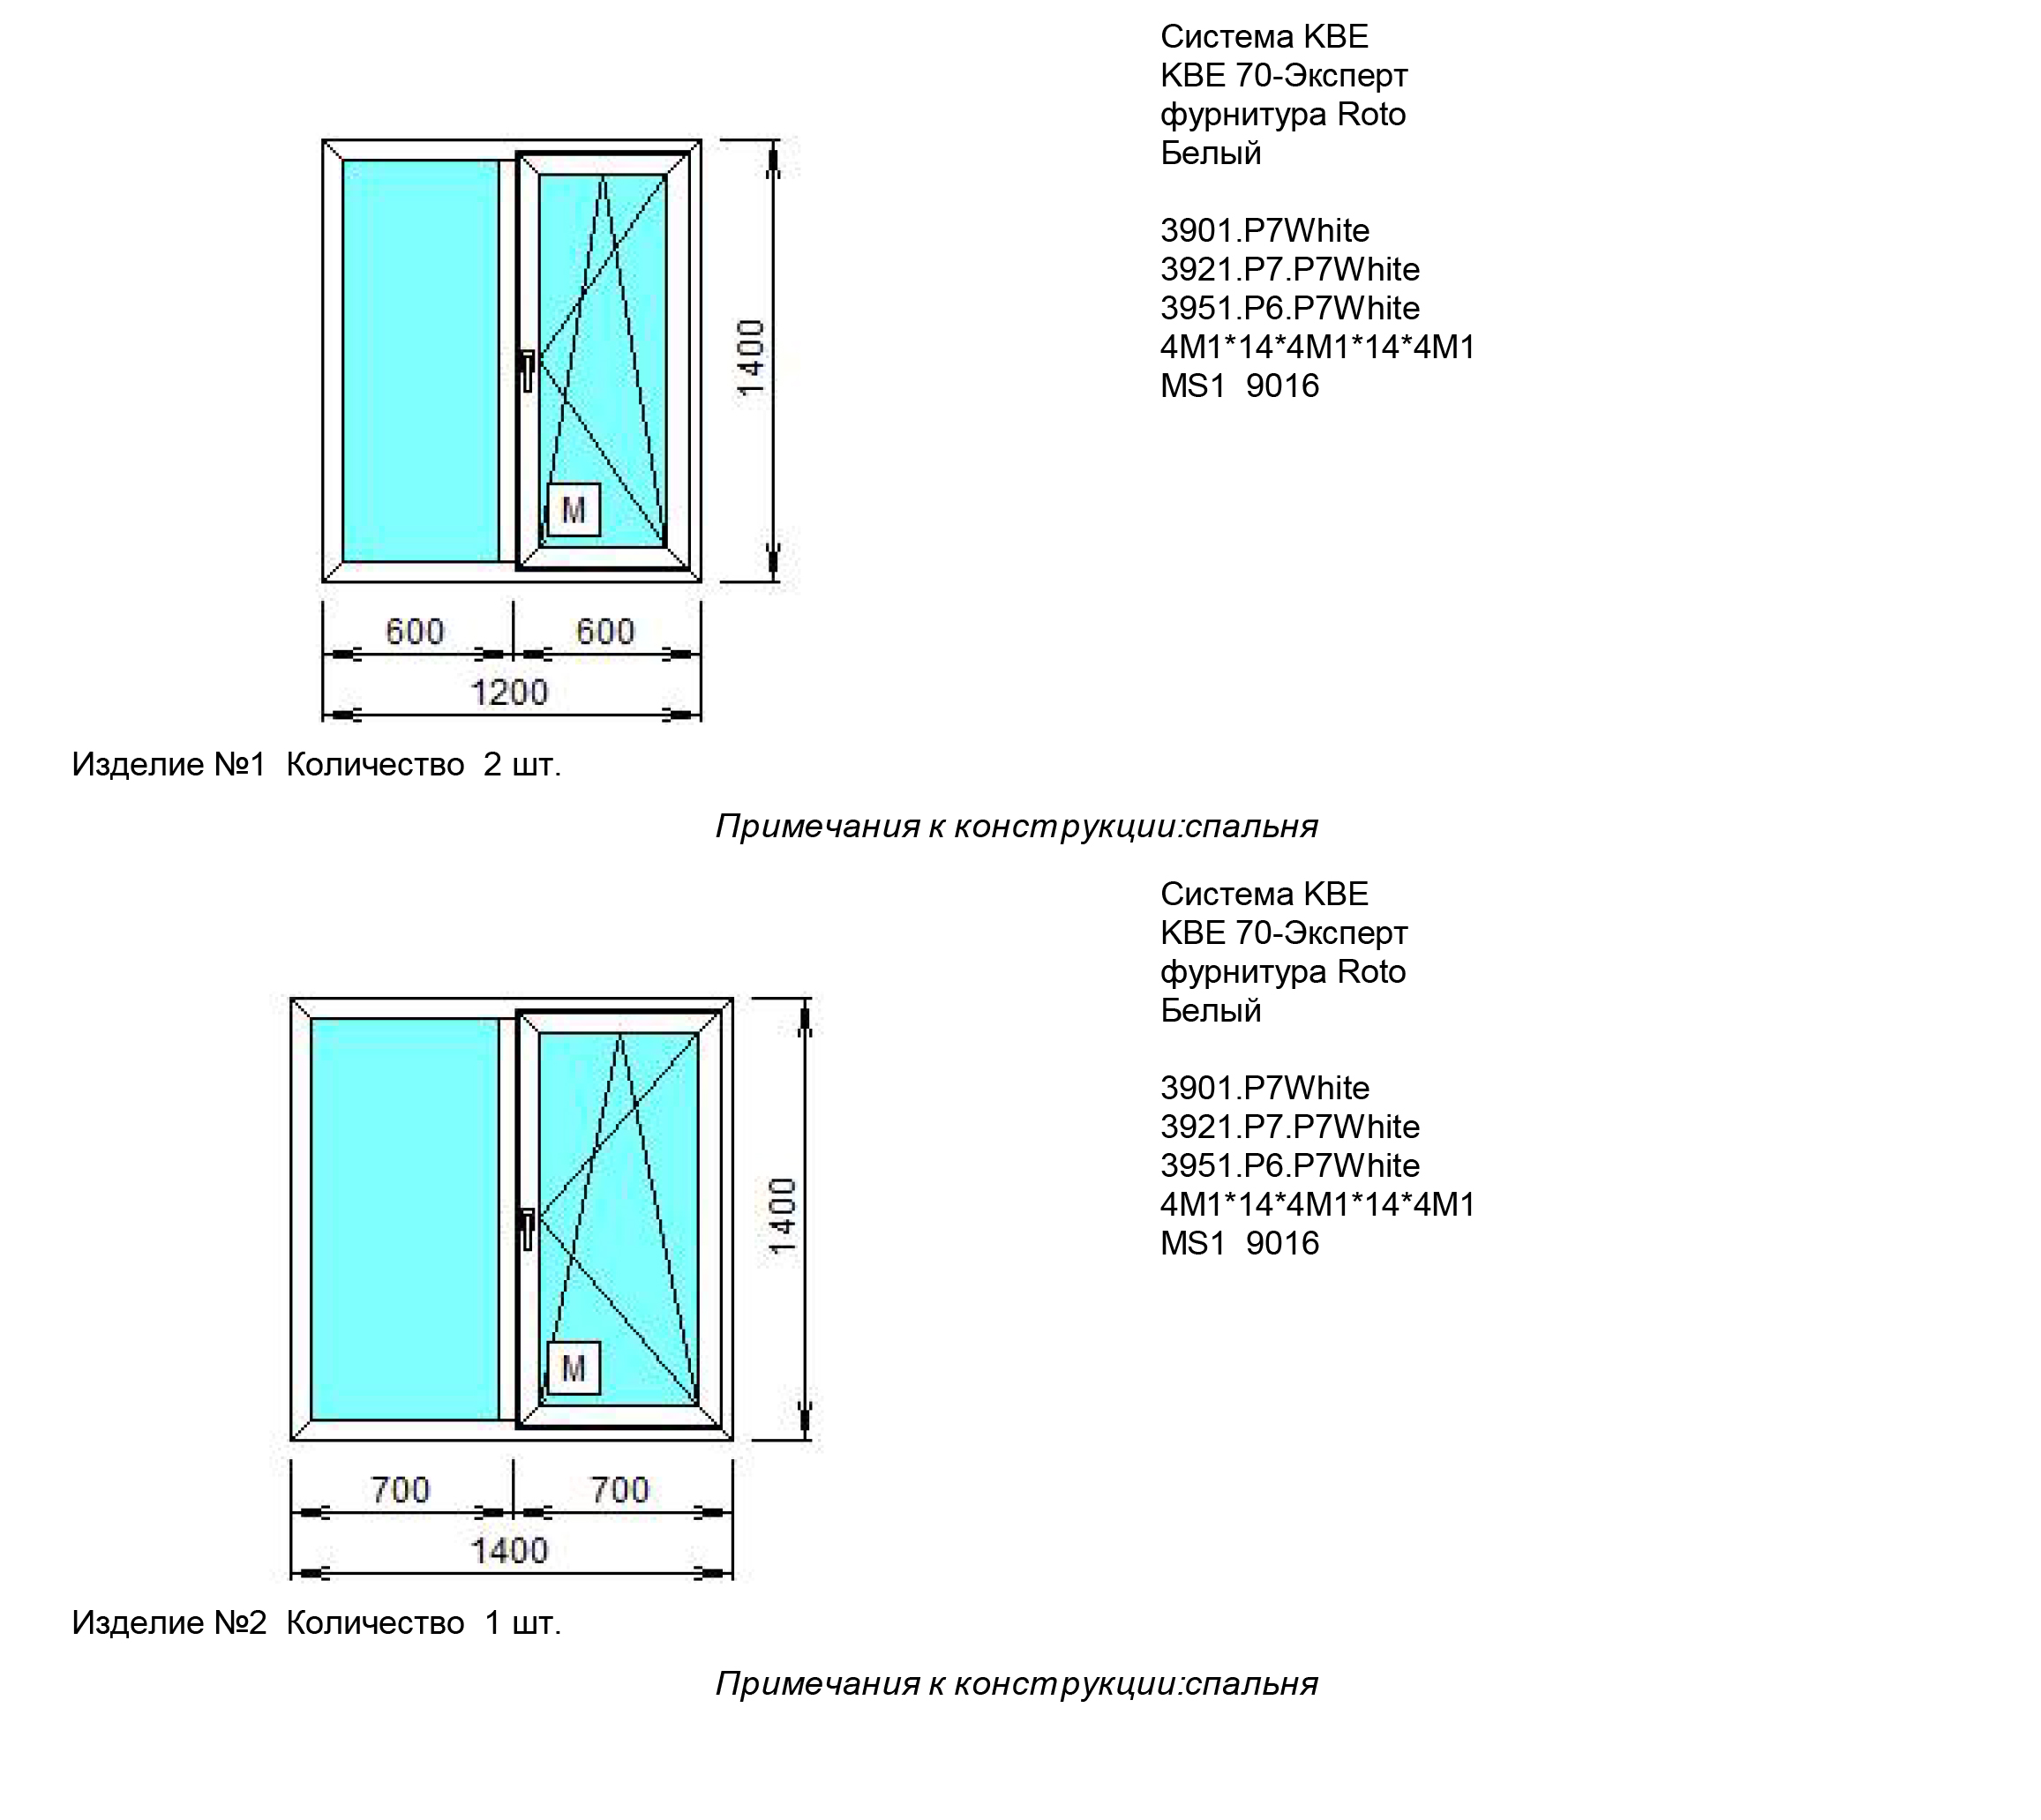 Система KBE
KBE 70-Эксперт
фурнитура Roto
Белый
3901.P7White
3921.P7.P7White
3951.P6.P7White
4M1*14*4M1*14*4M1
MS1  9016
1400
M
600 600
1200
Изделие №1  Количество  2 шт.
Примечания к конструкции:спальня
Система KBE
KBE 70-Эксперт
фурнитура Roto
Белый
3901.P7White
3921.P7.P7White
3951.P6.P7White
4M1*14*4M1*14*4M1
MS1  9016
1400
M
700 700
1400
Изделие №2  Количество  1 шт.
Примечания к конструкции:спальня